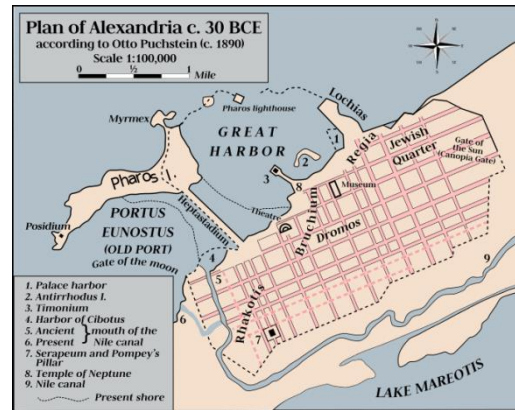 Plan of Alexandria c. 30 BCE
according to Otto Puchstein (c. 1890)
Scale 1:100,000
0 ½ 1
Mile
Pharos lighthouse
Lochias
Myrmex
GREAT
HARBOR
1
Regia
Jewish
Quarter
Gate of
the Sun
(Canopia Gate)
2
3
8
Museum
Pharos I.
Heptastadium
Theatre
Bruchium
Dromos
Posidium
PORTUS
EUNOSTUS
(OLD PORT)
Gate of the moon
4
5
6
Rhakotis
7
9
LAKE MAREOTIS
1. Palace harbor
2. Antirrhodus I.
3. Timonium
4. Harbor of Cibotus
5. Ancient } mouth of the
6. Present } Nile canal
7. Serapeum and Pompey's
Pillar
8. Temple of Neptune
9. Nile canal
Present shore